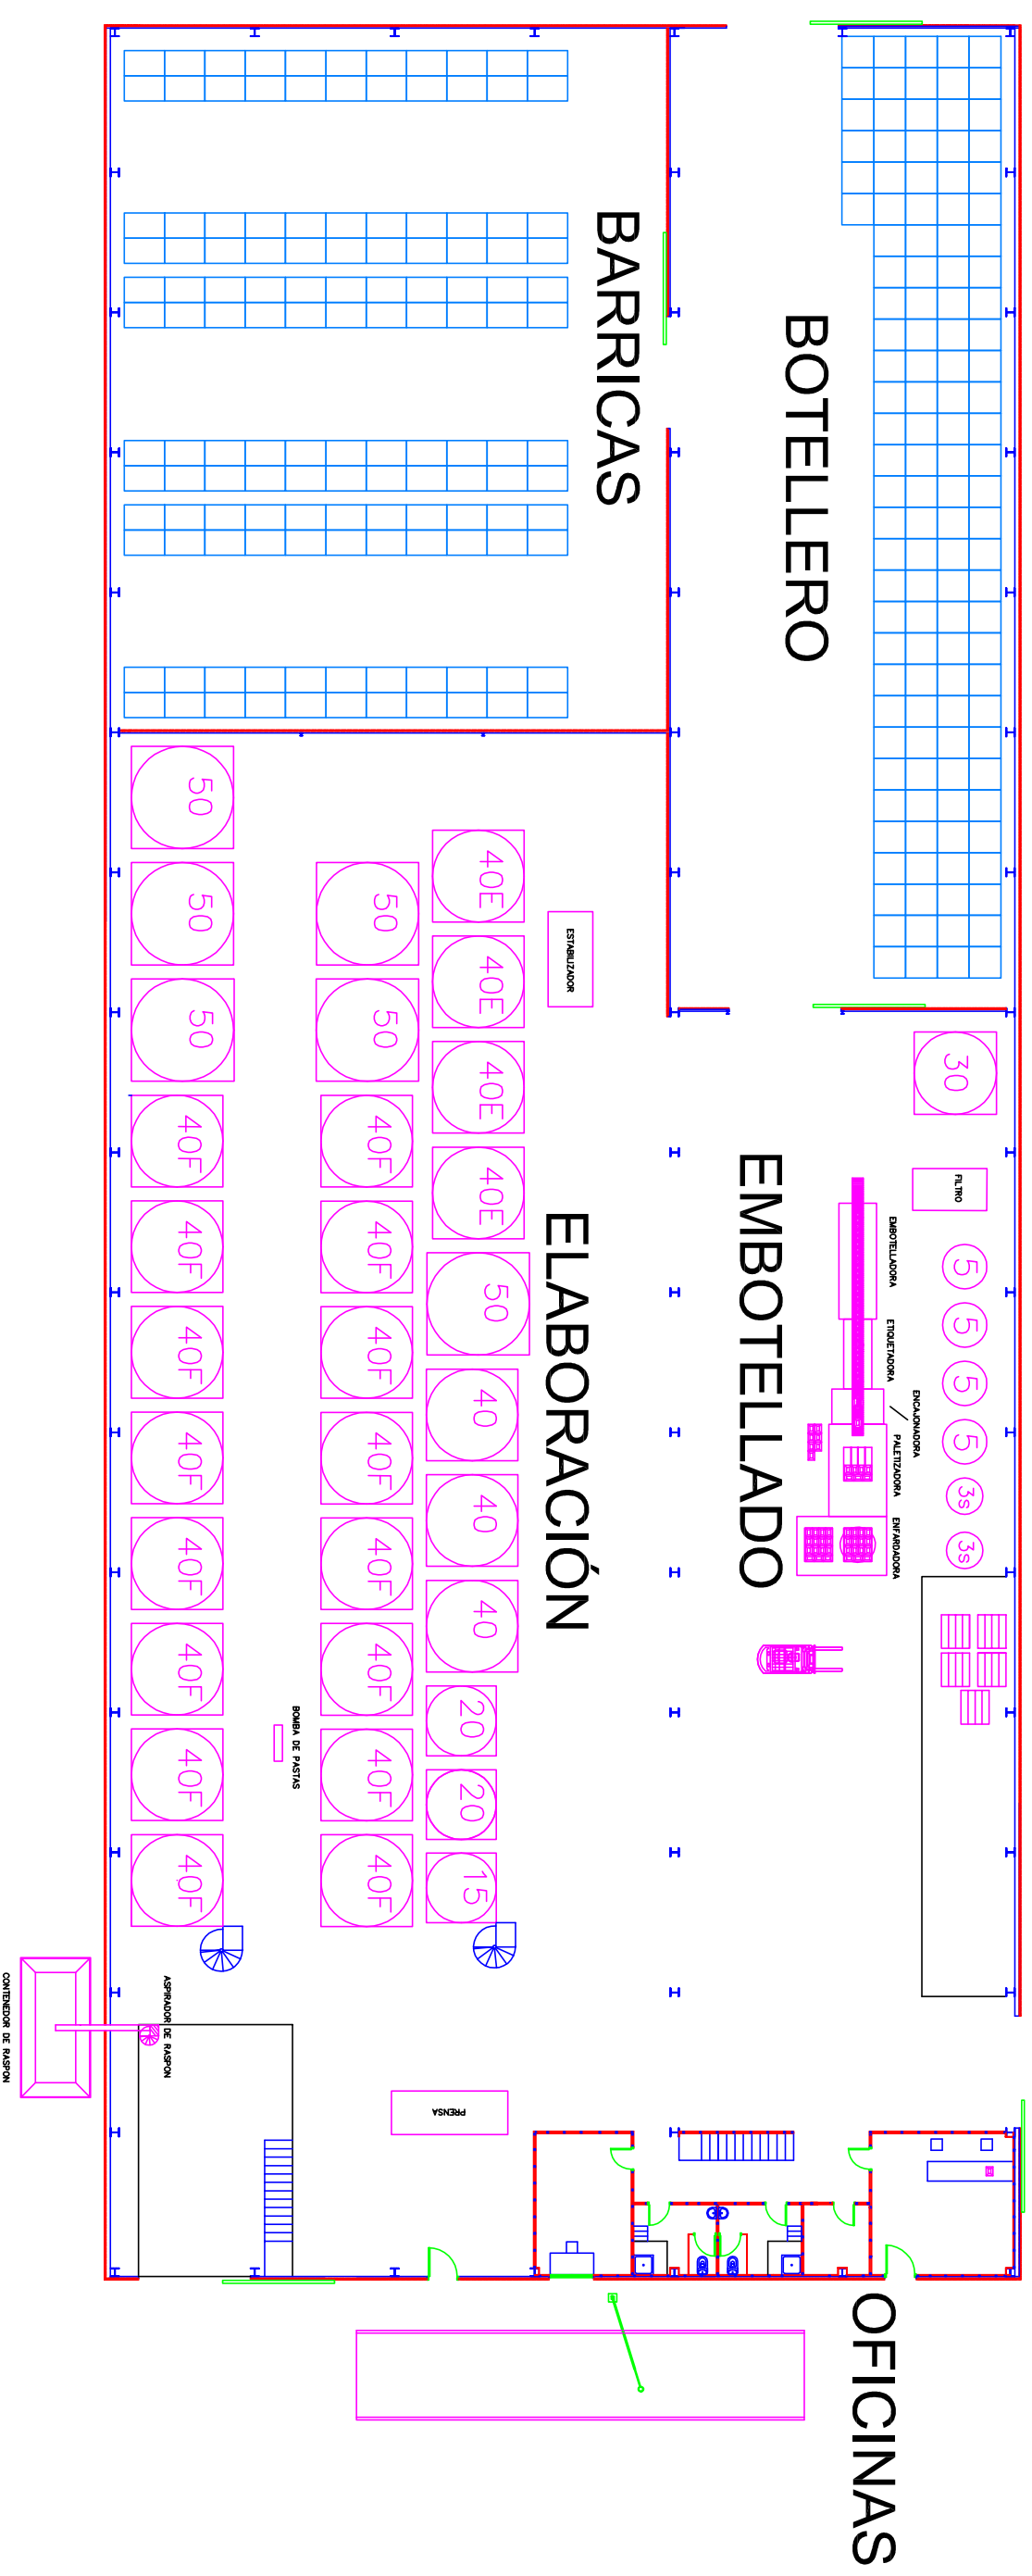 BARRICAS
BOTELLERO
50
50
50
40F
40F
40F
40F
40F
40F
40F
40F
50
50
40F
40F
40F
40F
40F
40F
40F
40F
40E
40E
40E
40E
50
40
40
40
20
20
15
ESTABILIZADOR
ELABORACIÓN
BOMBA DE PASTAS
EMBOTELLADO
30
FILTRO
5
5
5
5
3s
3s
EMBOTELLADORA
ETIQUETADORA
ENCAJONADORA
PALETIZADORA
ENFARDADORA
ASPIRADOR DE RASPON
CONTENEDOR DE RASPON
PRENSA
OFICINAS